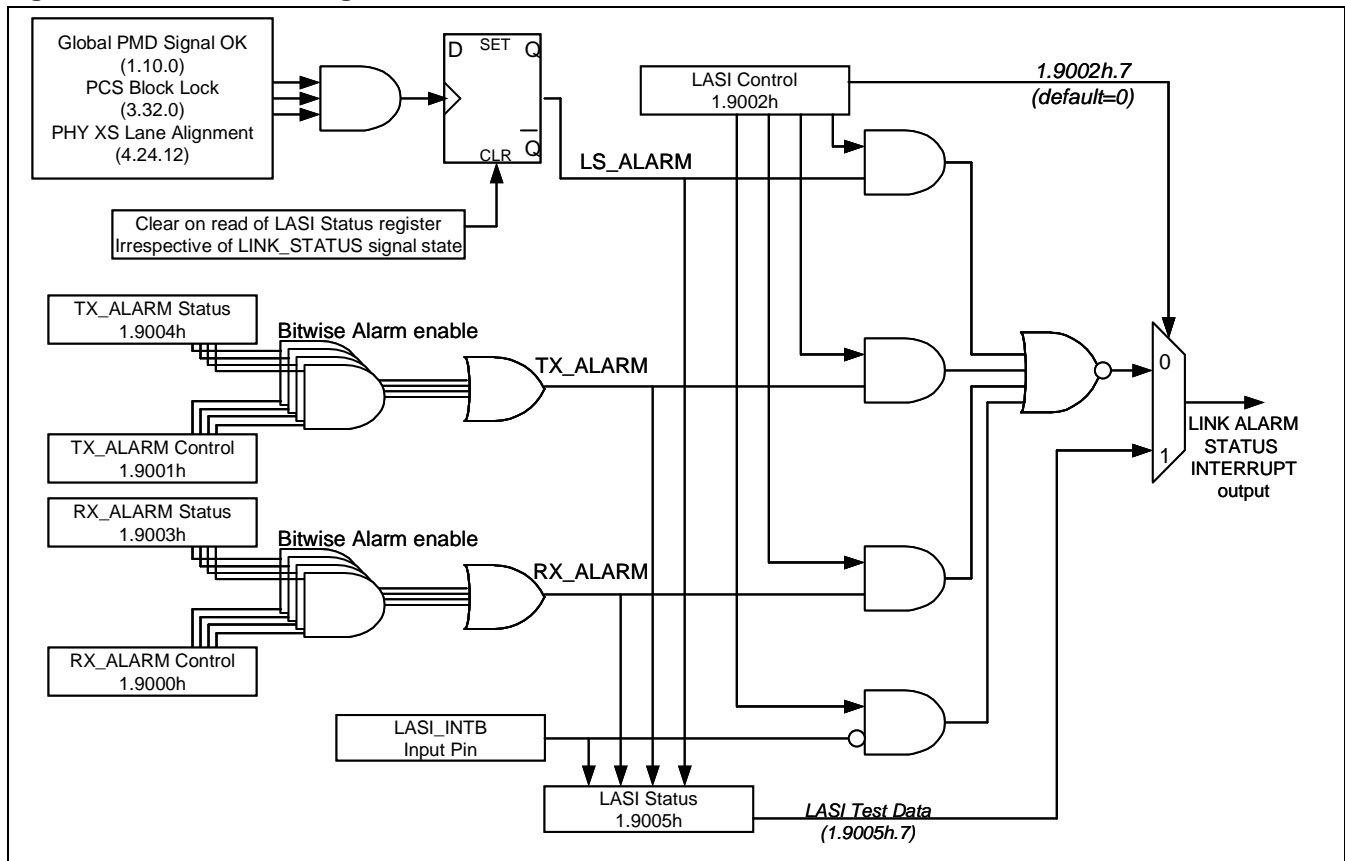 Global PMD Signal OK
(1.10.0)
PCS Block Lock
(3.32.0)
PHY XS Lane Alignment
(4.24.12)
D SET Q
Q
CLR
LS_ALARM
Clear on read of LASI Status register
Irrespective of LINK_STATUS signal state
LASI Control
1.9002h
1.9002h.7
(default=0)
TX_ALARM Status
1.9004h
Bitwise Alarm enable
TX_ALARM
TX_ALARM Control
1.9001h
0
1
LINK ALARM
STATUS
INTERRUPT
output
RX_ALARM Status
1.9003h
Bitwise Alarm enable
RX_ALARM
RX_ALARM Control
1.9000h
LASI_INTB
Input Pin
LASI Status
1.9005h
LASI Test Data
(1.9005h.7)